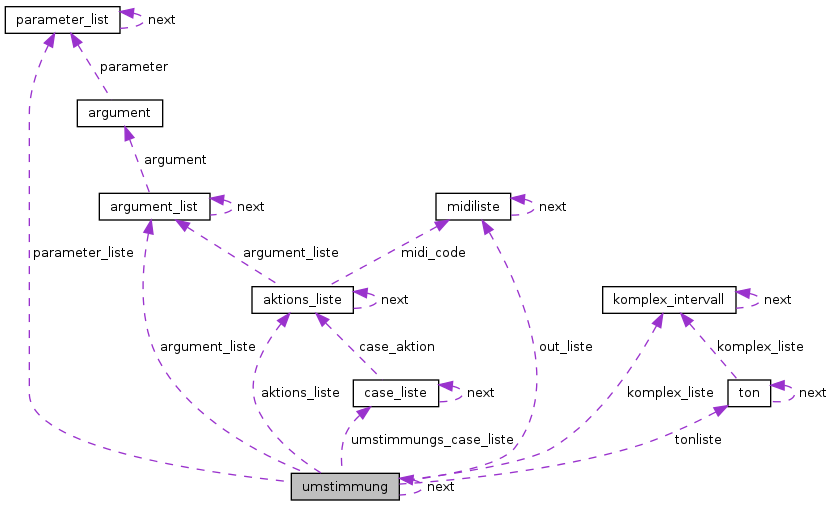 parameter_list
next
parameter
argument
argument
argument_list
next
midiliste
next
parameter_liste
argument_liste
midi_code
aktions_liste
next
komplex_intervall
next
argument_liste
case_aktion
out_liste
komplex_liste
aktions_liste
case_liste
next
komplex_liste
ton
next
umstimmungs_case_liste
tonliste
umstimmung
next